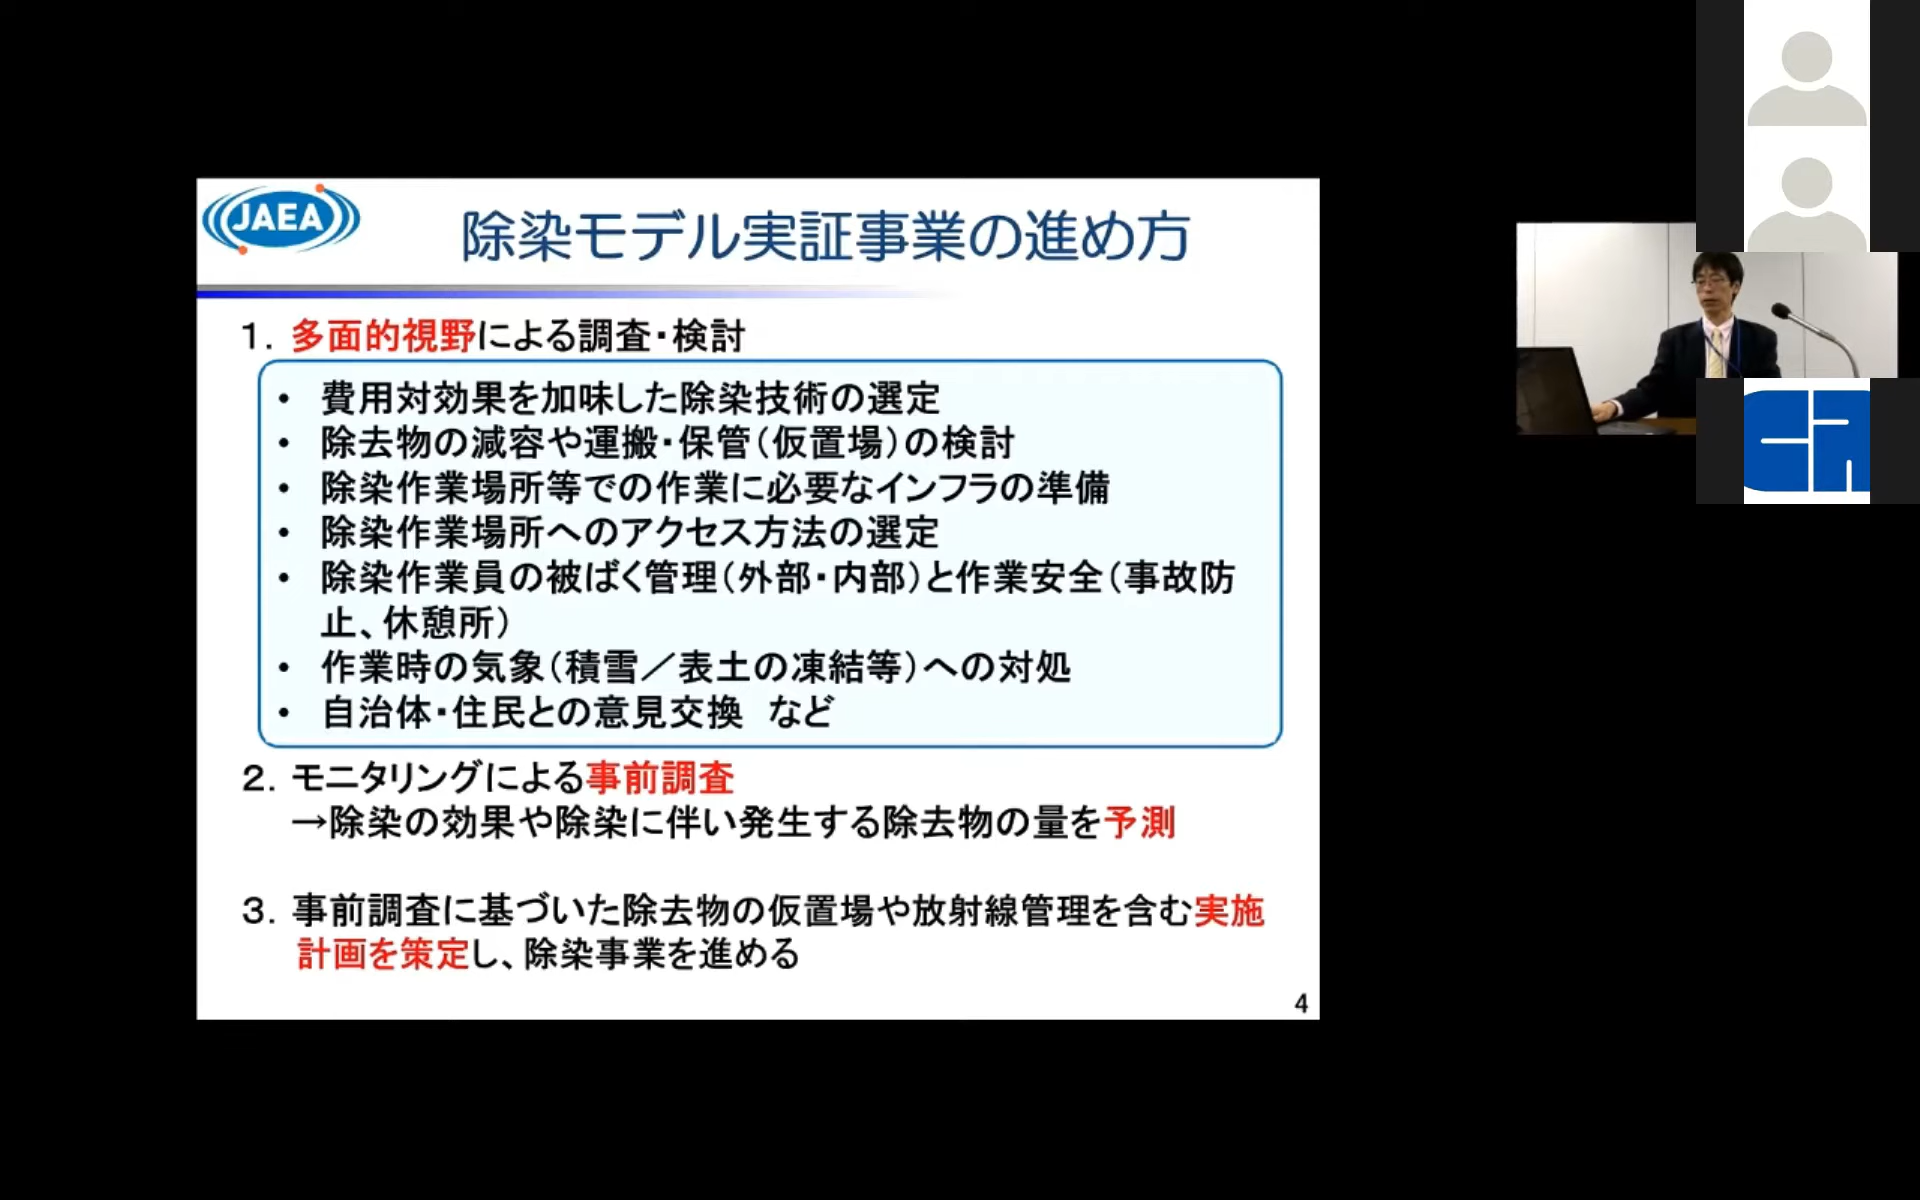 JAEA
除染モデル実証事業の進め方
1. 多面的視野による調査・検討
• 費用対効果を加味した除染技術の選定
• 除去物の減容や運搬・保管(仮置場)の検討
• 除染作業場所等での作業に必要なインフラの準備
• 除染作業場所へのアクセス方法の選定
• 除染作業員の被ばく管理(外部・内部)と作業安全(事故防
止、休憩所)
• 作業時の気象(積雪/表土の凍結等)への対処
• 自治体・住民との意見交換 など
2. モニタリングによる事前調査
→除染の効果や除染に伴い発生する除去物の量を予測
3. 事前調査に基づいた除去物の仮置場や放射線管理を含む実施
計画を策定し、除染事業を進める
4